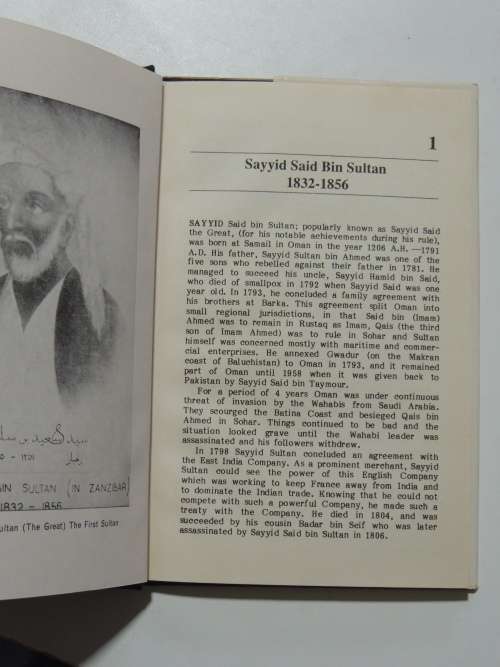 سيد سعيد بن سلـ
BIN SULTAN (IN ZANZIBAR)
1832 - 1856
ultan (The Great) The First Sultan
1
Sayyid Said Bin Sultan
1832-1856
SAYYID Said bin Sultan; popularly known as Sayyid Said
the Great, (for his notable achievements during his rule),
was born at Samail in Oman in the year 1206 A.H. —1791
A.D. His father, Sayyid Sultan bin Ahmed was one of the
five sons who rebelled against their father in 1781. He
managed to succeed his uncle, Sayyid Hamid bin Said,
who died of smallpox in 1792 when Sayyid Said was one
year old. In 1793, he concluded a family agreement with
his brothers at Barka. This agreement split Oman into
small regional jurisdictions, in that Said bin (Imam)
Ahmed was to remain in Rustaq as Imam, Qais (the third
son of Imam Ahmed) was to rule in Sohar and Sultan
himself was concerned mostly with maritime and commer-
cial enterprises. He annexed Gwadur (on the Makran
coast of Baluchistan) to Oman in 1793, and it remained
part of Oman until 1958 when it was given back to
Pakistan by Sayyid Said bin Taymour.
For a period of 4 years Oman was under continuous
threat of invasion by the Wahabis from Saudi Arabia.
They scourged the Batina Coast and besieged Qais bin
Ahmed in Sohar. Things continued to be bad and the
situation looked grave until the Wahabi leader was
assassinated and his followers withdrew.
In 1798 Sayyid Sultan concluded an agreement with
the East India Company. As a prominent merchant, Sayyid
Sultan could see the power of this English Company
which was working to keep France away from India and
to dominate the Indian trade. Knowing that he could not
compete with such a powerful Company, he made such a
treaty with the Company. He died in 1804, and was
succeeded by his cousin Badar bin Seif who was later
assassinated by Sayyid Said bin Sultan in 1806.